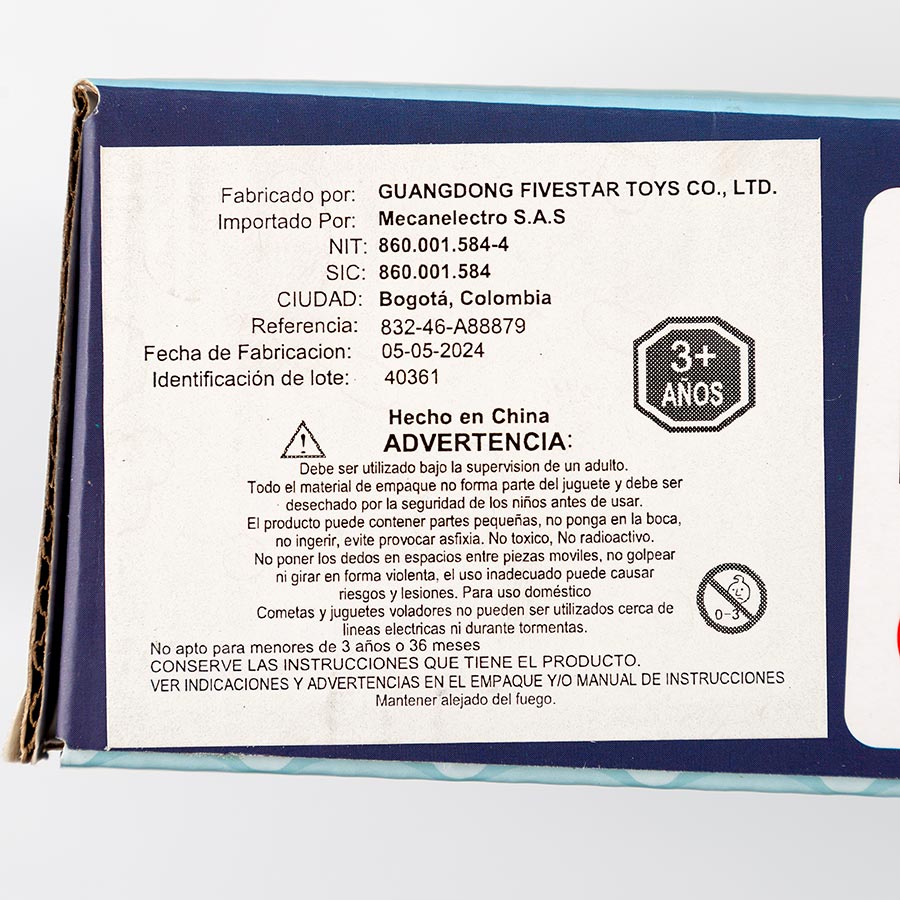 Fabricado por: GUANGDONG FIVESTAR TOYS CO., LTD.
Importado Por: Mecanelectro S.A.S
NIT: 860.001.584-4
SIC: 860.001.584
CIUDAD: Bogotá, Colombia
Referencia: 832-46-A88879
Fecha de Fabricacion: 05-05-2024
Identificación de lote: 40361
3+
AÑOS
Hecho en China
ADVERTENCIA:
Debe ser utilizado bajo la supervision de un adulto.
Todo el material de empaque no forma parte del juguete y debe ser
desechado por la seguridad de los niños antes de usar.
El producto puede contener partes pequeñas, no ponga en la boca,
no ingerir, evite provocar asfixia. No toxico, No radioactivo.
No poner los dedos en espacios entre piezas moviles, no golpear
ni girar en forma violenta, el uso inadecuado puede causar
riesgos y lesiones. Para uso doméstico
Cometas y juguetes voladores no pueden ser utilizados cerca de
lineas electricas ni durante tormentas.
0-3
No apto para menores de 3 años o 36 meses
CONSERVE LAS INSTRUCCIONES QUE TIENE EL PRODUCTO.
VER INDICACIONES Y ADVERTENCIAS EN EL EMPAQUE Y/O MANUAL DE INSTRUCCIONES
Mantener alejado del fuego.